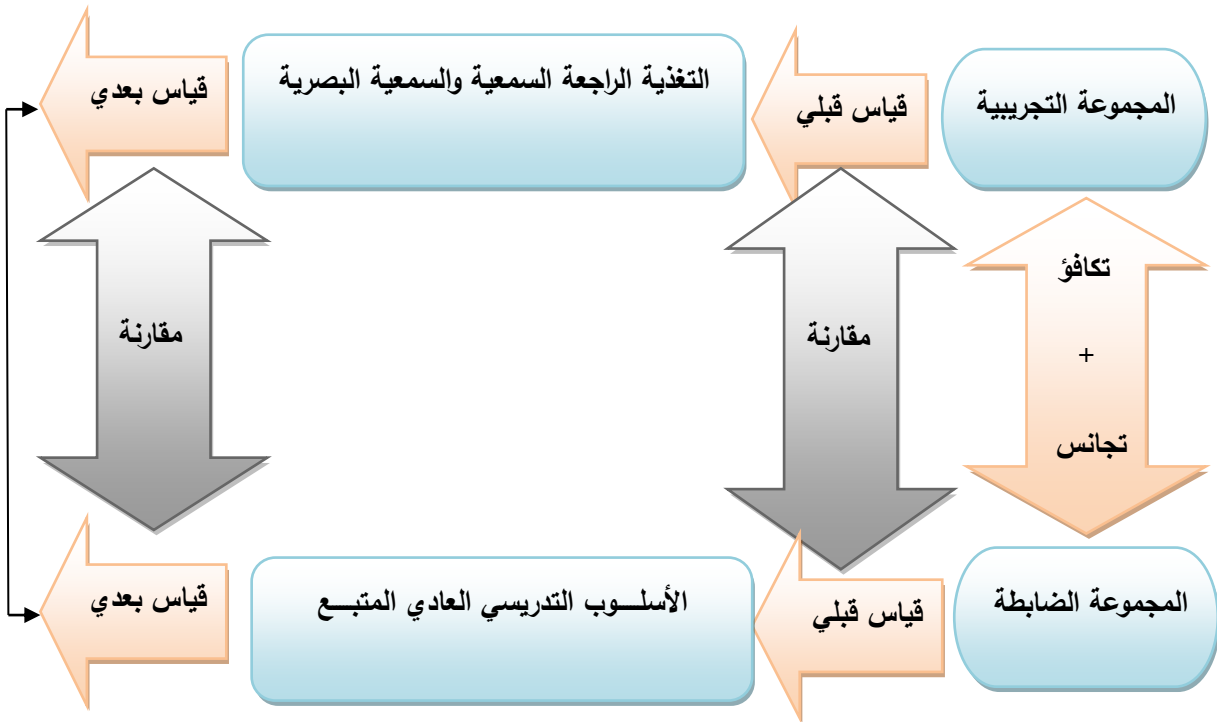 المجموعة التجريبية
قياس قبلي
التغذية الراجعة السمعية والسمعية البصرية
قياس بعدي
تكافؤ
+
تجانس
مقارنة
مقارنة
المجموعة الضابطة
قياس قبلي
الأسلـــوب التدريسي العادي المتبـــع
قياس بعدي